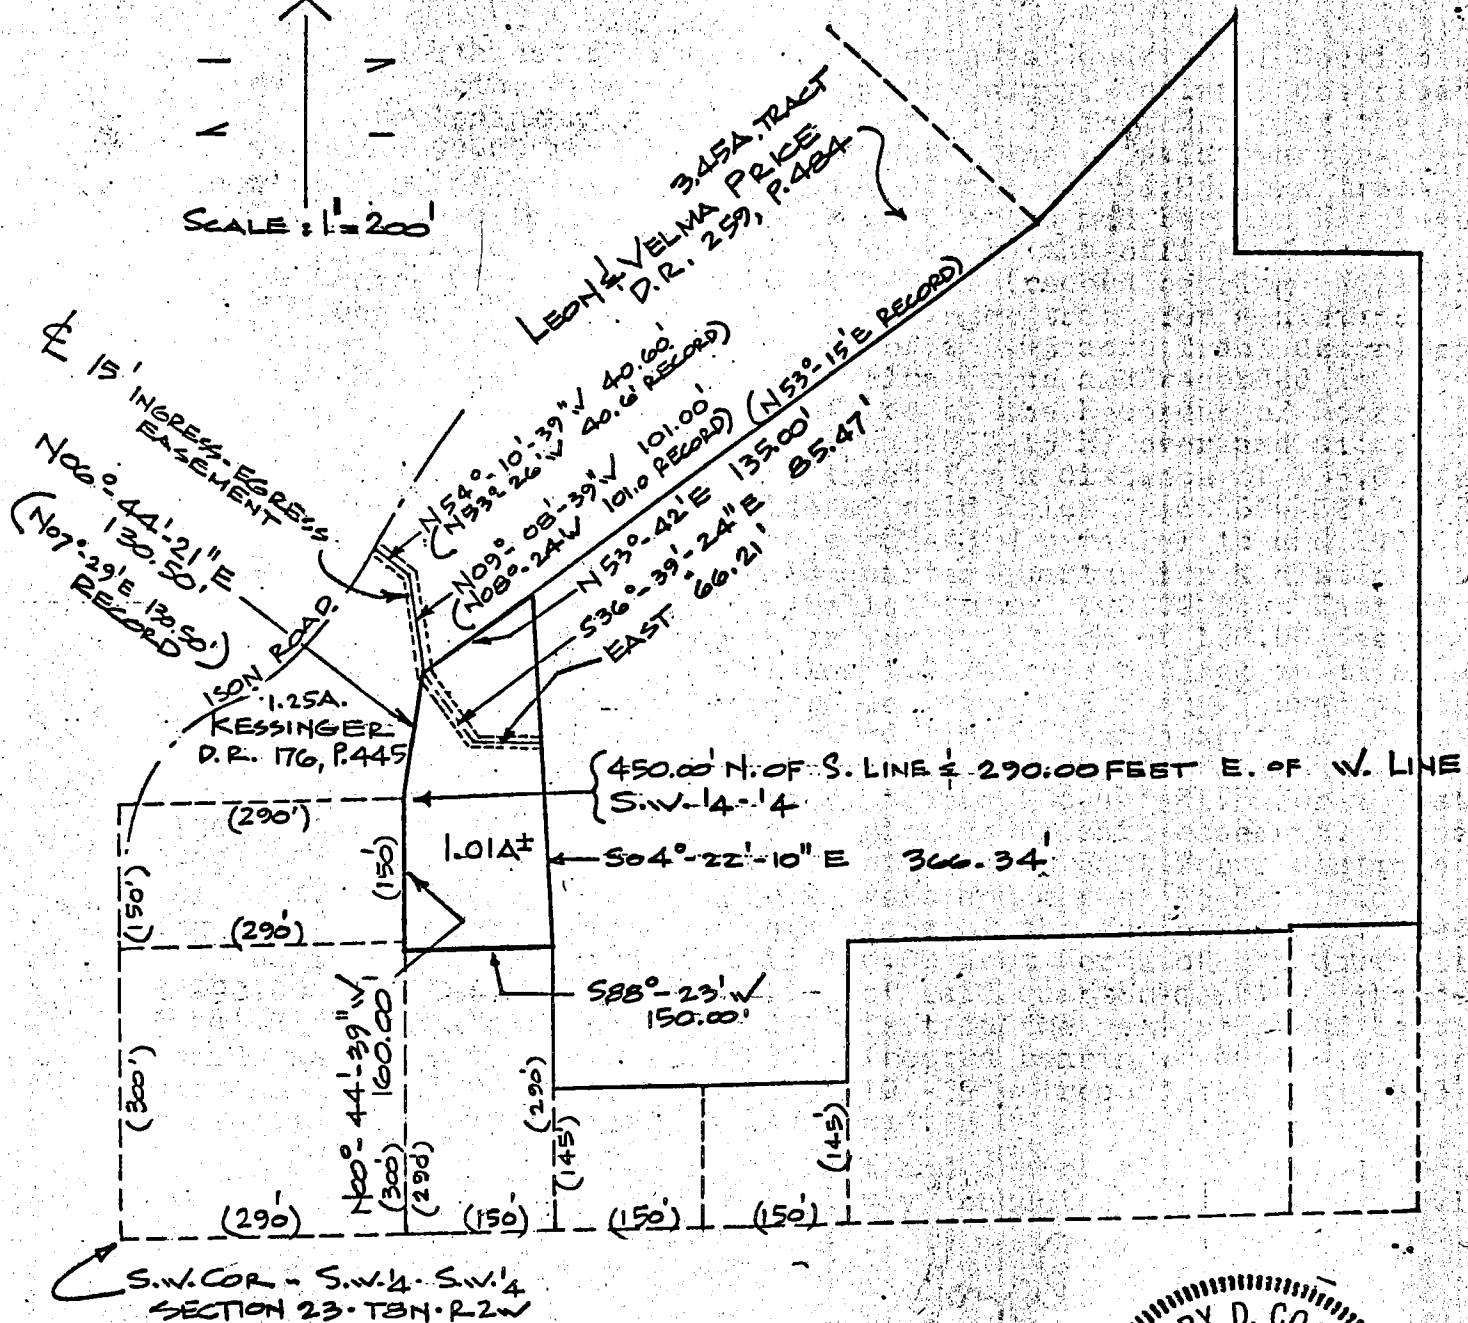 SCALE : 1" = 200'
3.45A. TRACT
LEON & VELMA PRICE
D.R. 259, P.484
℄ 15' INGRESS-EGRESS
EASEMENT
N06°-44'-21"E
130.50'
(N07°-29'E 130.50')
RECORD
N54°-10'-39"W 40.60'
(N53°-26'W 40.6' RECORD)
N09°-08'-39"W 101.00'
(N08°-24'W 101.0 RECORD)
(N53°-15'E RECORD)
N53°-42'E 135.00'
S36°-39'-24"E 85.47'
EAST 66.21'
ISON ROAD
1.25A.
KESSINGER
D.R. 176, P.445
450.00' N. OF S. LINE & 290.00 FEET E. OF W. LINE
S.W.-1/4-1/4
(290')
(150')
(150')
1.01A±
S04°-22'-10"E 366.34'
(290')
S88°-23'W
150.00'
N00°-44'-39"W
160.00'
(300')
(300')
(290')
(290')
(145')
(145')
(290')
(150')
(150')
(150')
S.W. COR - S.W.1/4 - S.W.1/4
SECTION 23 - T8N - R2W
Y D. CO